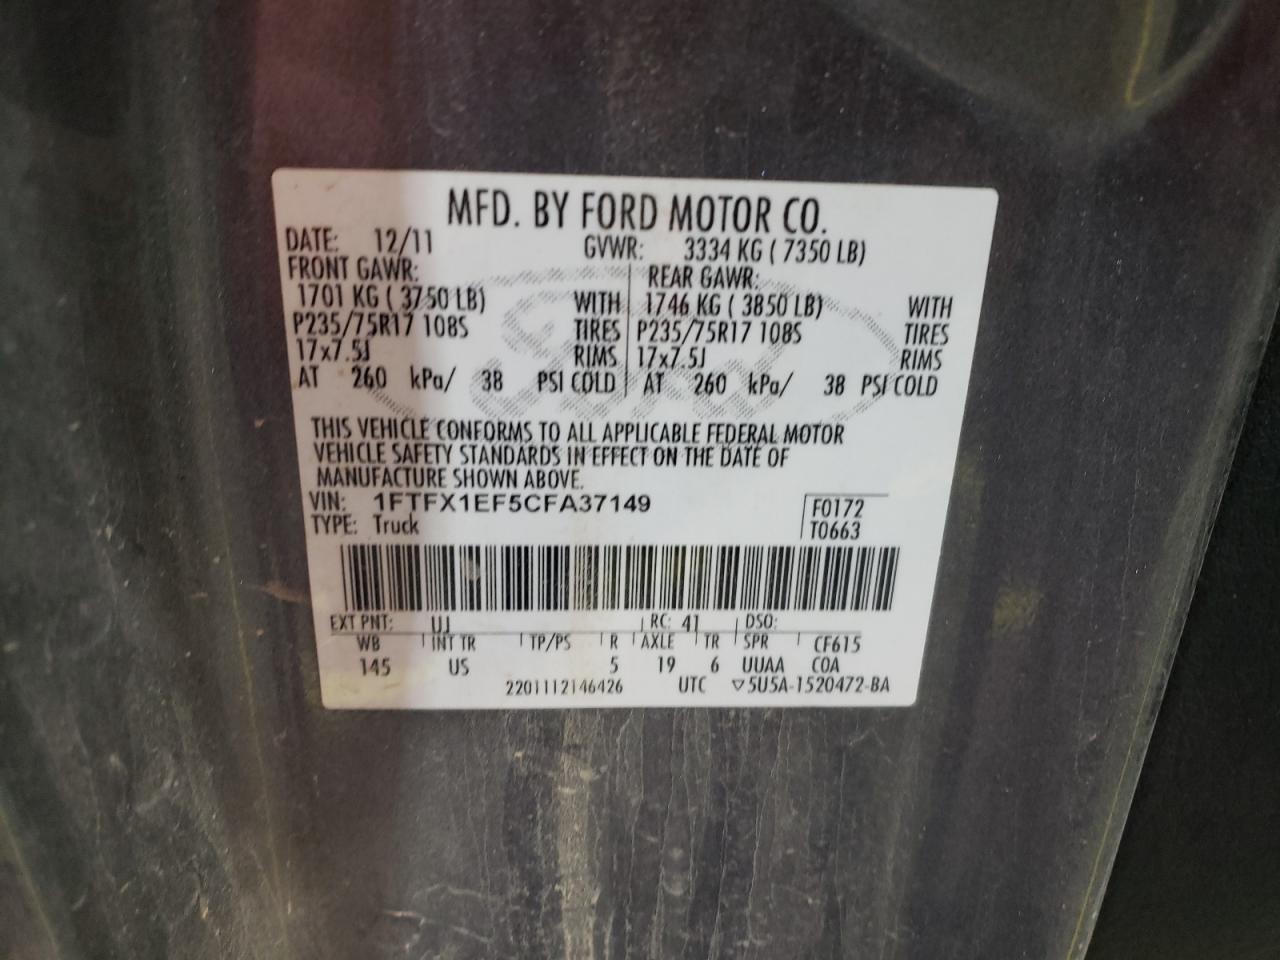 MFD. BY FORD MOTOR CO.
DATE: 12/11 GVWR: 3334 KG ( 7350 LB)
FRONT GAWR: REAR GAWR:
1701 KG ( 3750 LB) WITH 1746 KG ( 3850 LB) WITH
P235/75R17 108S TIRES P235/75R17 108S TIRES
17x7.5J RIMS 17x7.5J RIMS
AT 260 kPa/ 38 PSI COLD AT 260 kPa/ 38 PSI COLD
THIS VEHICLE CONFORMS TO ALL APPLICABLE FEDERAL MOTOR
VEHICLE SAFETY STANDARDS IN EFFECT ON THE DATE OF
MANUFACTURE SHOWN ABOVE.
VIN: 1FTFX1EF5CFA37149 F0172
TYPE: Truck T0663
EXT PNT: UJ RC: 41 DSO:
WB INT TR TP/PS R AXLE TR SPR CF615
145 US 5 19 6 UUAA COA
2201112146426 UTC ▽5U5A-1520472-BA